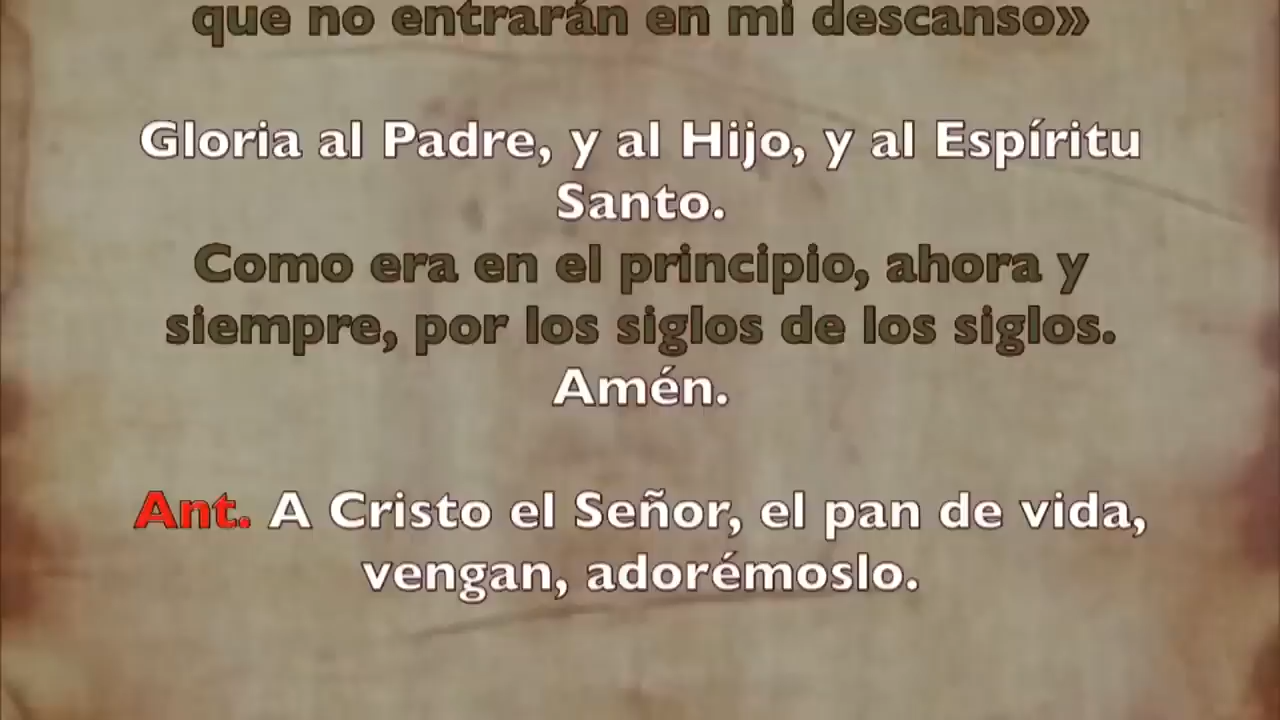 que no entrarán en mi descanso»
Gloria al Padre, y al Hijo, y al Espíritu
Santo.
Como era en el principio, ahora y
siempre, por los siglos de los siglos.
Amén.
Ant. A Cristo el Señor, el pan de vida,
vengan, adorémoslo.